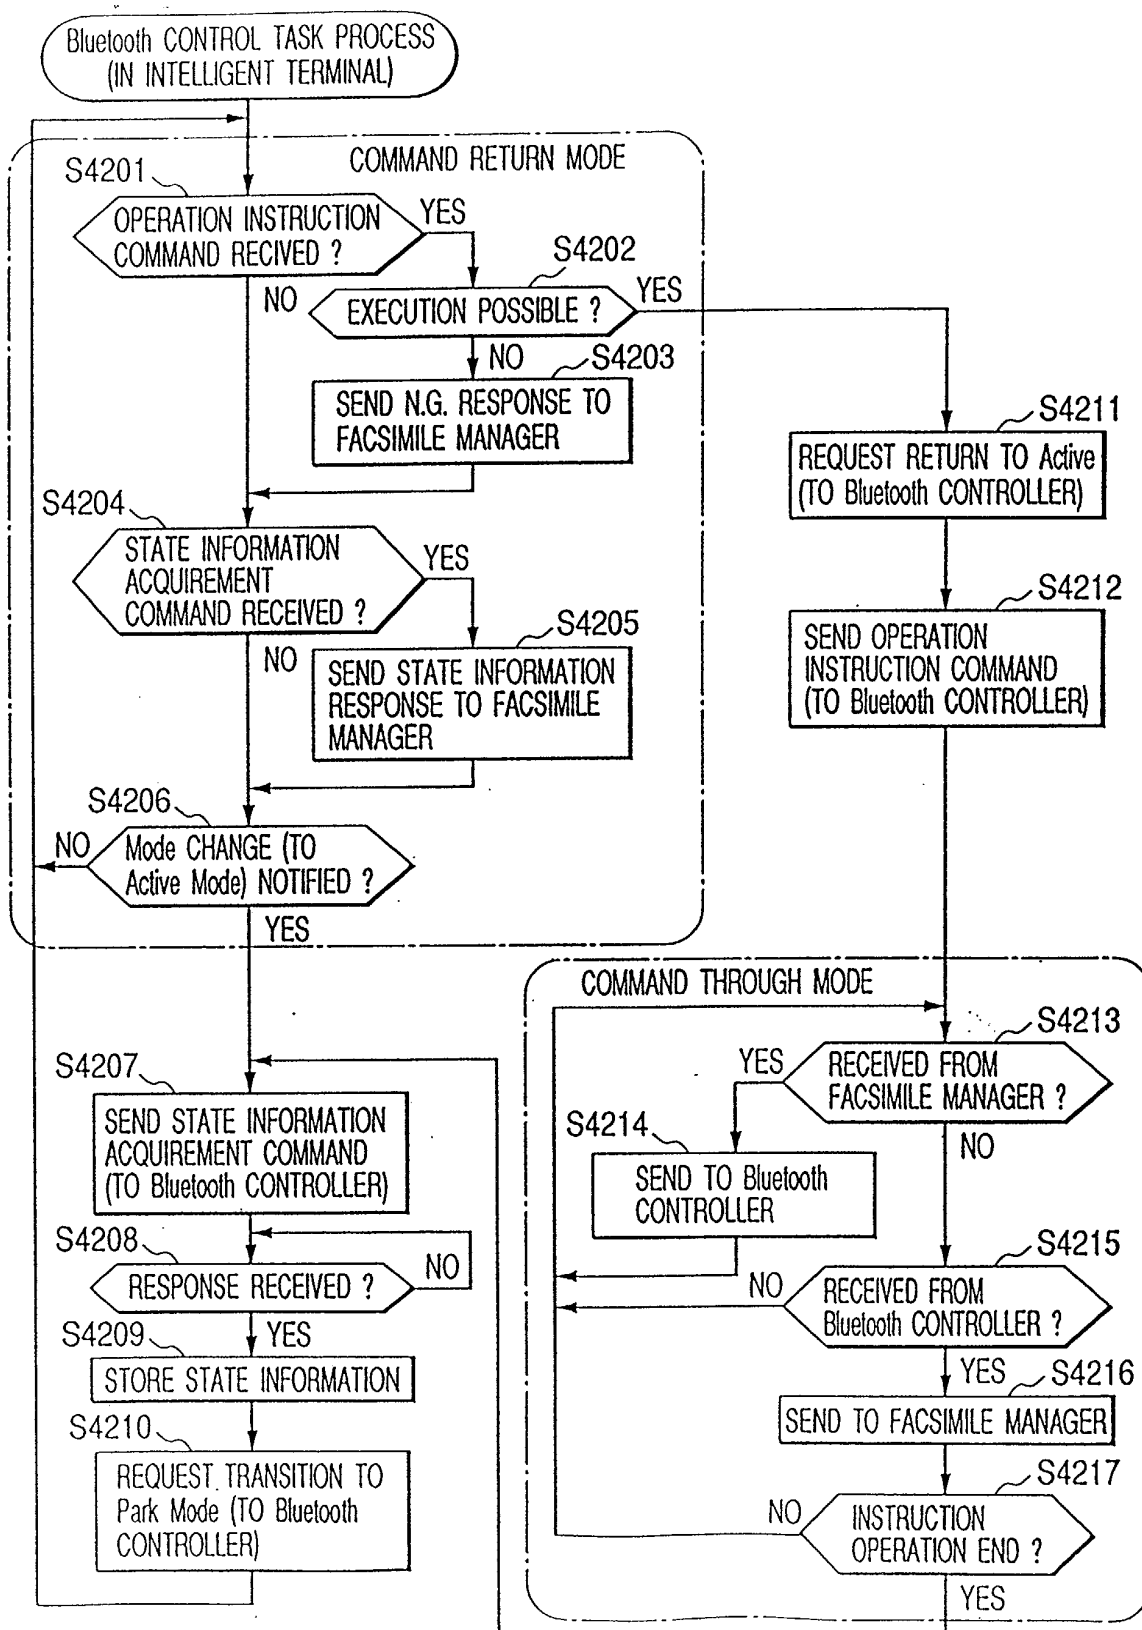 Bluetooth CONTROL TASK PROCESS
(IN INTELLIGENT TERMINAL)
COMMAND RETURN MODE
S4201
OPERATION INSTRUCTION
COMMAND RECIVED ?
YES
NO
S4202
EXECUTION POSSIBLE ?
YES
NO
S4203
SEND N.G. RESPONSE TO
FACSIMILE MANAGER
S4204
STATE INFORMATION
ACQUIREMENT
COMMAND RECEIVED ?
YES
NO
S4205
SEND STATE INFORMATION
RESPONSE TO FACSIMILE
MANAGER
S4206
NO
Mode CHANGE (TO
Active Mode) NOTIFIED ?
YES
S4207
SEND STATE INFORMATION
ACQUIREMENT COMMAND
(TO Bluetooth CONTROLLER)
S4208
RESPONSE RECEIVED ?
NO
YES
S4209
STORE STATE INFORMATION
S4210
REQUEST TRANSITION TO
Park Mode (TO Bluetooth
CONTROLLER)
S4211
REQUEST RETURN TO Active
(TO Bluetooth CONTROLLER)
S4212
SEND OPERATION
INSTRUCTION COMMAND
(TO Bluetooth CONTROLLER)
COMMAND THROUGH MODE
S4213
YES
RECEIVED FROM
FACSIMILE MANAGER ?
NO
S4214
SEND TO Bluetooth
CONTROLLER
S4215
NO
RECEIVED FROM
Bluetooth CONTROLLER ?
YES
S4216
SEND TO FACSIMILE MANAGER
S4217
NO
INSTRUCTION
OPERATION END ?
YES